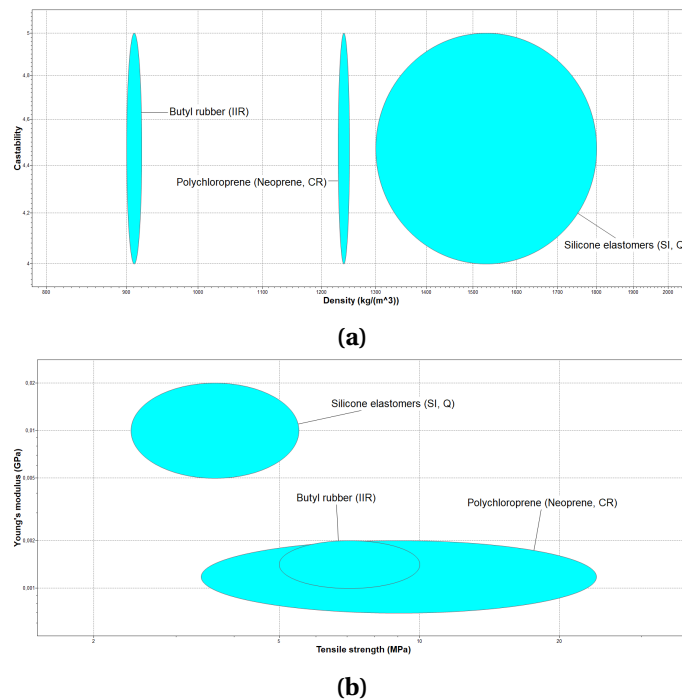 5
4.8
Butyl rubber (IIR)
4.6
Castability
4.4
Polychloroprene (Neoprene, CR)
4.2
Silicone elastomers (SI, Q
4
800
900
1000
1100
1200
1300
1400
1500
1600
1700
1800
1900
2000
Density (kg/(m^3))
(a)
0.02
Silicone elastomers (SI, Q)
0.01
Young's modulus (GPa)
0.005
Butyl rubber (IIR)
Polychloroprene (Neoprene, CR)
0.002
0.001
2
5
10
20
Tensile strength (MPa)
(b)